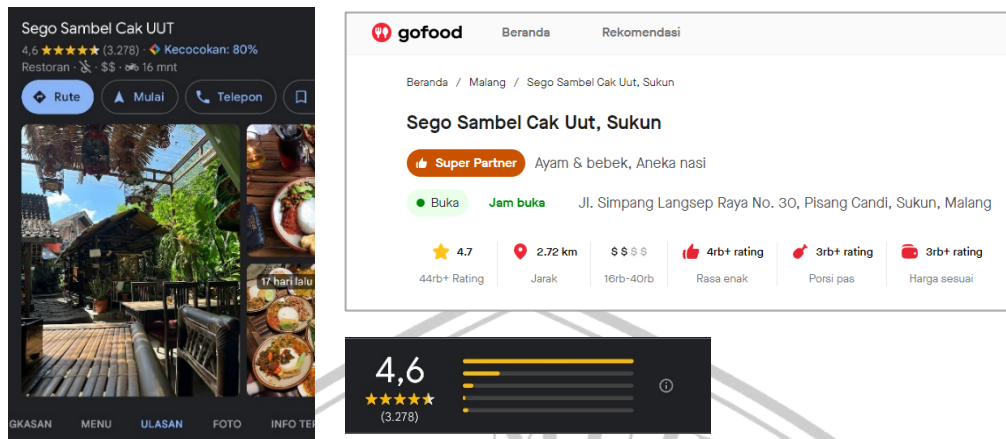 Sego Sambel Cak UUT
4,6 (3.278) · Kecocokan: 80%
Restoran · · $$ · 16 mnt
Rute
Mulai
Telepon
17 hari lalu
GKASAN MENU ULASAN FOTO INFO TER
gofood Beranda Rekomendasi
Beranda / Malang / Sego Sambel Cak Uut, Sukun
Sego Sambel Cak Uut, Sukun
Super Partner Ayam & bebek, Aneka nasi
Buka Jam buka Jl. Simpang Langsep Raya No. 30, Pisang Candi, Sukun, Malang
4.7 2.72 km $$$$ 4rb+ rating 3rb+ rating 3rb+ rating
44rb+ Rating Jarak 16rb-40rb Rasa enak Porsi pas Harga sesuai
4,6
(3.278)